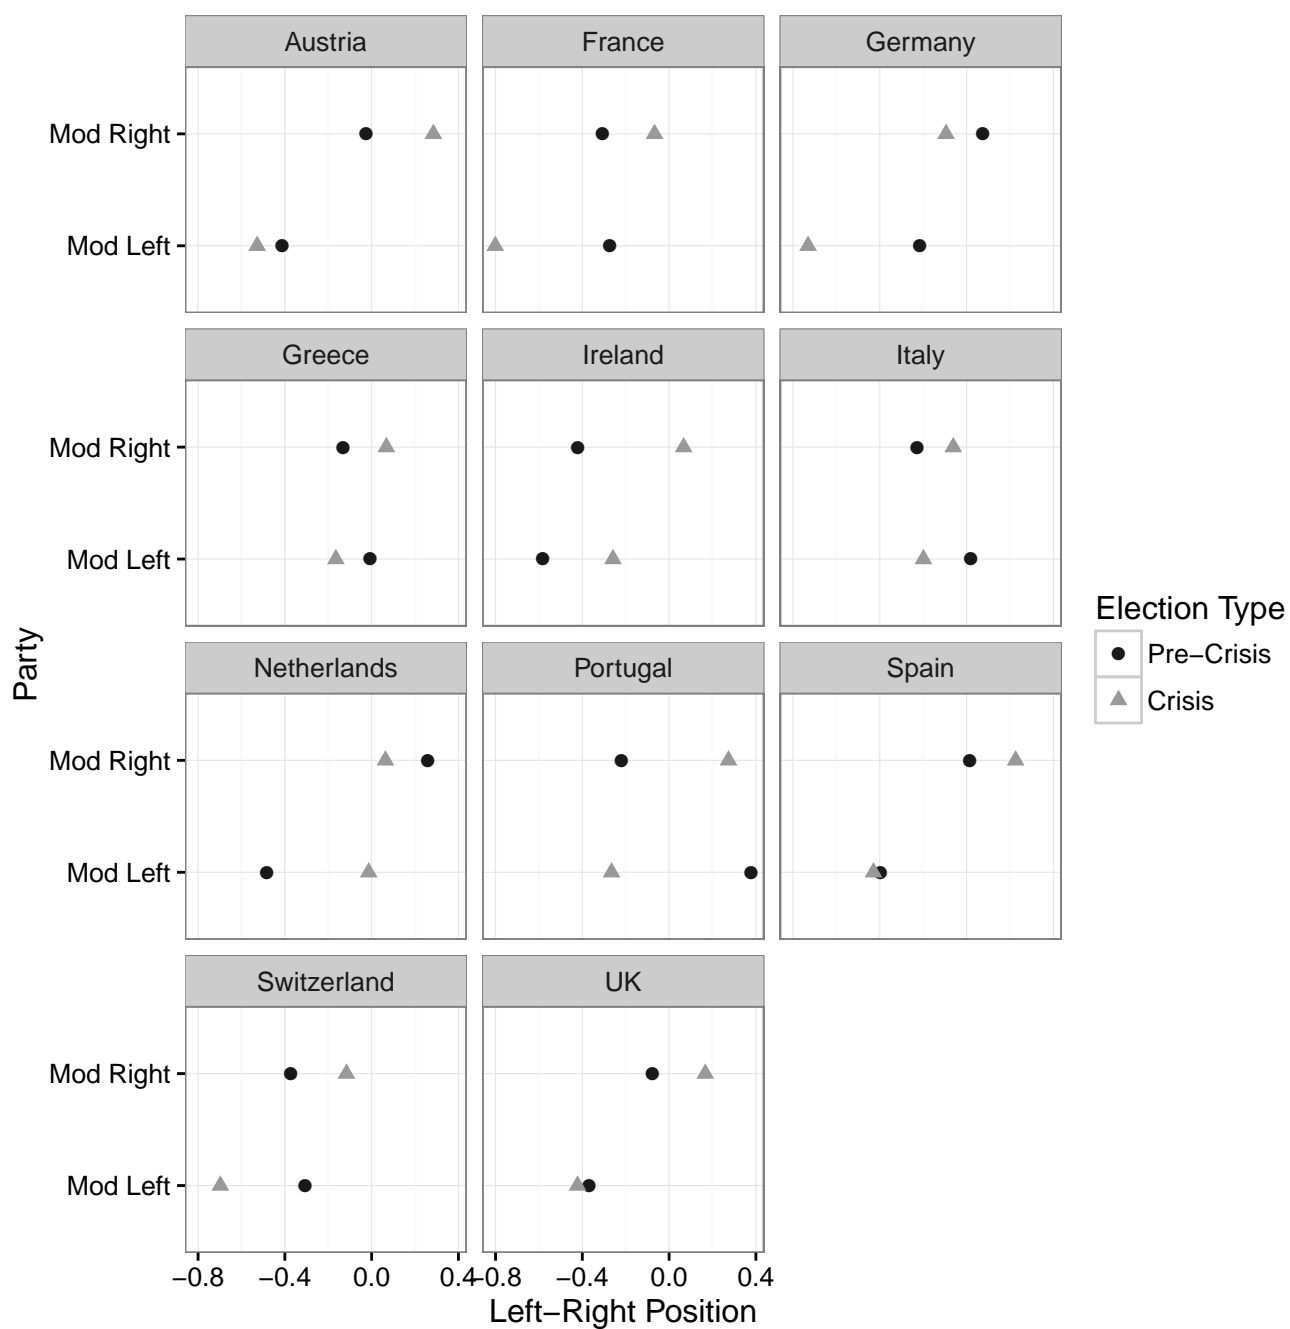 Austria
France
Germany
Mod Right
Mod Left
Greece
Ireland
Italy
Mod Right
Mod Left
Netherlands
Portugal
Spain
Mod Right
Mod Left
Switzerland
UK
Mod Right
Mod Left
−0.8 −0.4 0.0 0.4
−0.8 −0.4 0.0 0.4
Left−Right Position
Party
Election Type
Pre−Crisis
Crisis